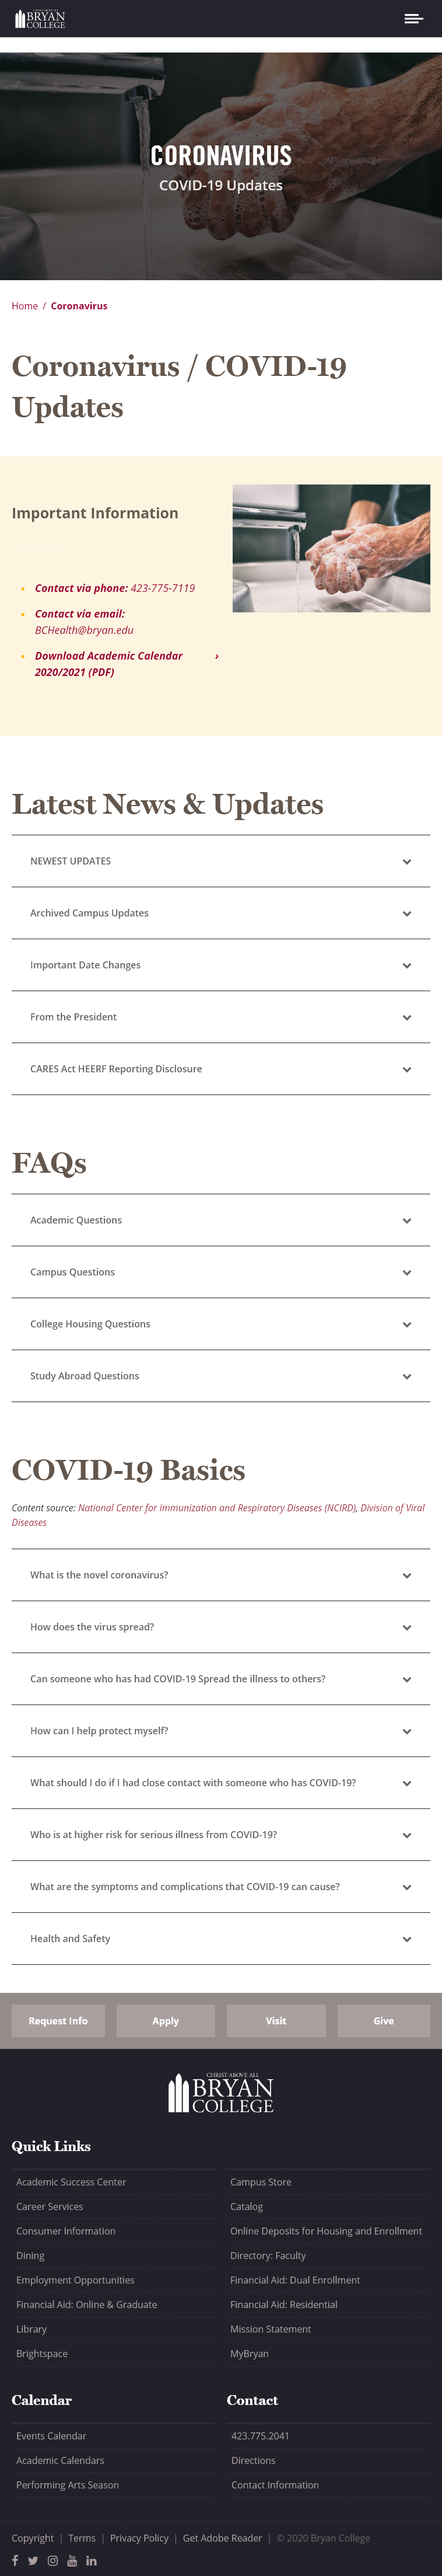 CHRIST ABOVE ALL
BRYAN
COLLEGE
CORONAVIRUS
COVID-19 Updates
Home / Coronavirus
Coronavirus / COVID-19
Updates
Important Information
Contact via phone: 423-775-7119
Contact via email:
BCHealth@bryan.edu
Download Academic Calendar ›
2020/2021 (PDF)
Latest News & Updates
NEWEST UPDATES
Archived Campus Updates
Important Date Changes
From the President
CARES Act HEERF Reporting Disclosure
FAQs
Academic Questions
Campus Questions
College Housing Questions
Study Abroad Questions
COVID-19 Basics
Content source: National Center for Immunization and Respiratory Diseases (NCIRD), Division of Viral
Diseases
What is the novel coronavirus?
How does the virus spread?
Can someone who has had COVID-19 Spread the illness to others?
How can I help protect myself?
What should I do if I had close contact with someone who has COVID-19?
Who is at higher risk for serious illness from COVID-19?
What are the symptoms and complications that COVID-19 can cause?
Health and Safety
Request Info
Apply
Visit
Give
CHRIST ABOVE ALL
BRYAN
COLLEGE
Quick Links
Academic Success Center
Career Services
Consumer Information
Dining
Employment Opportunities
Financial Aid: Online & Graduate
Library
Brightspace
Campus Store
Catalog
Online Deposits for Housing and Enrollment
Directory: Faculty
Financial Aid: Dual Enrollment
Financial Aid: Residential
Mission Statement
MyBryan
Calendar
Events Calendar
Academic Calendars
Performing Arts Season
Contact
423.775.2041
Directions
Contact Information
Copyright | Terms | Privacy Policy | Get Adobe Reader | © 2020 Bryan College